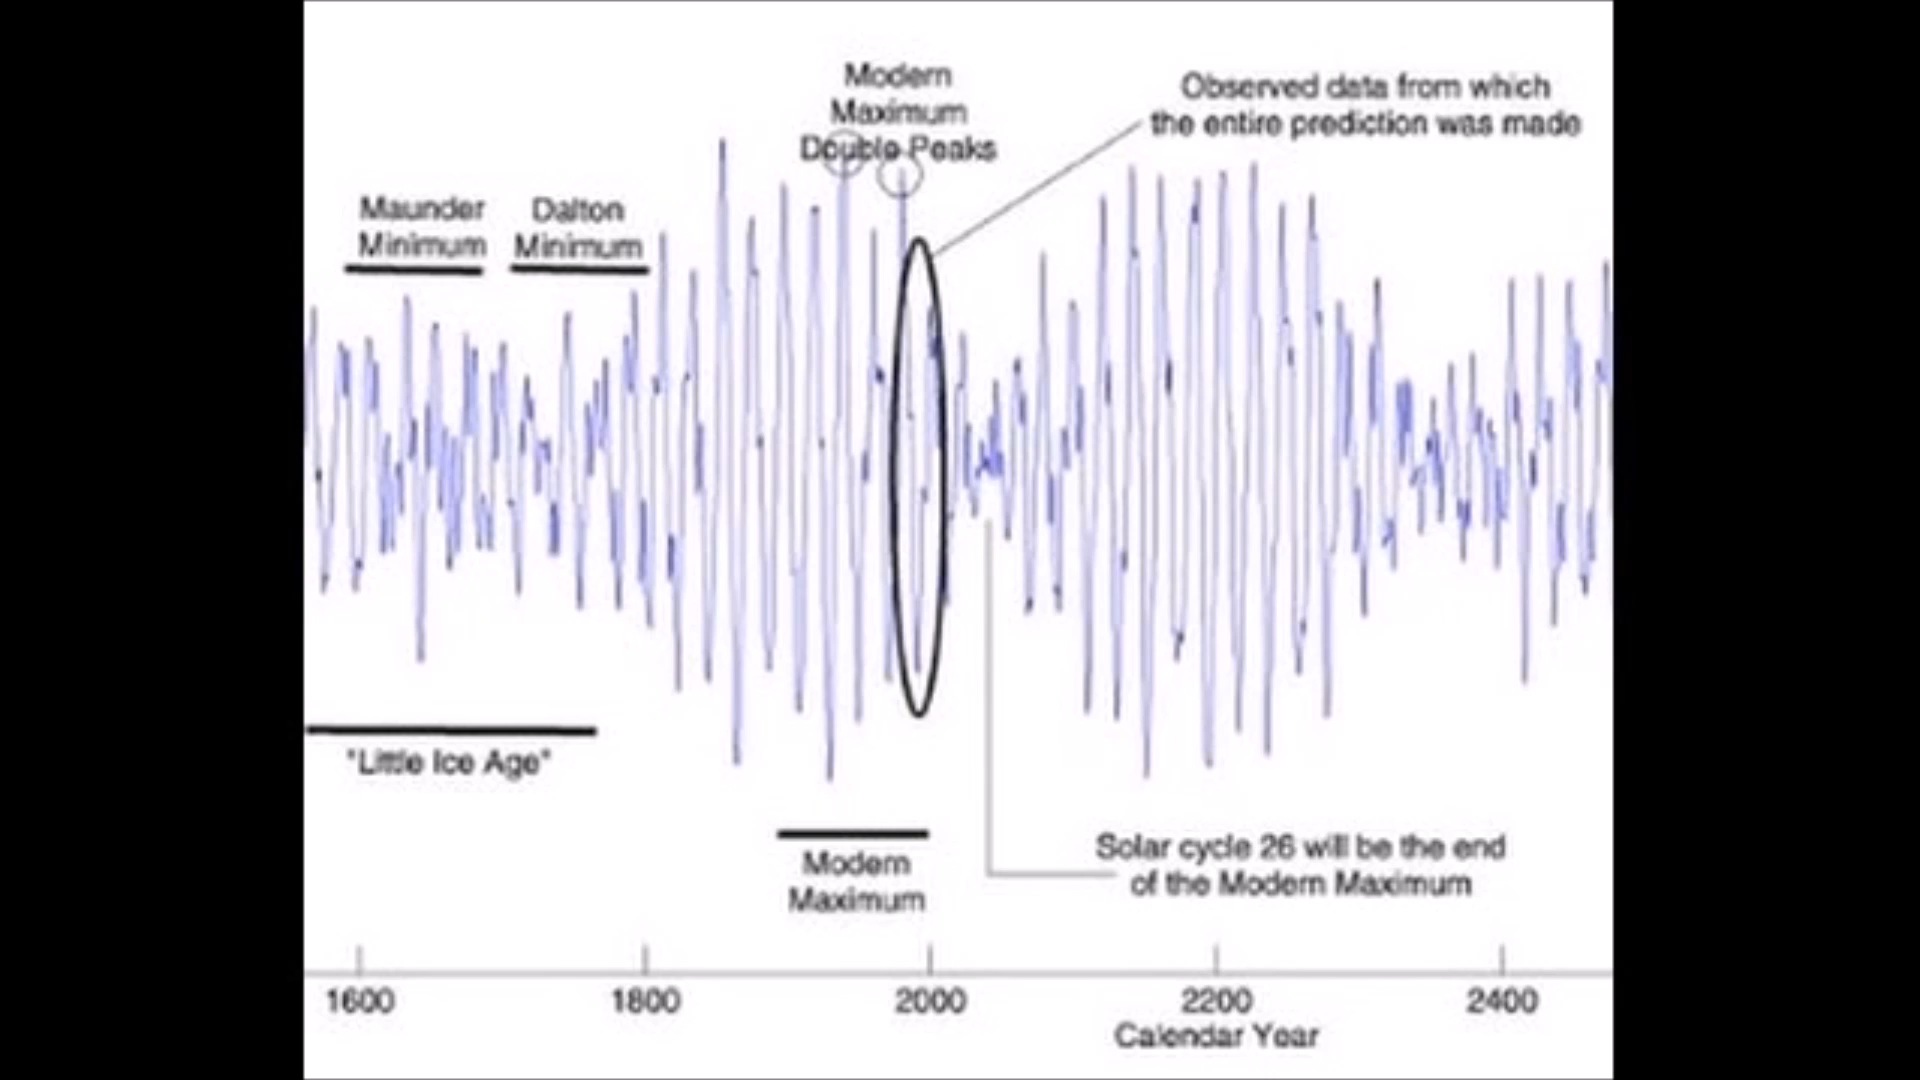 Modern
Maximum
Double Peaks
Observed data from which
the entire prediction was made
Maunder
Minimum
Dalton
Minimum
"Little Ice Age"
Modern
Maximum
Solar cycle 26 will be the end
of the Modern Maximum
1600
1800
2000
2200
2400
Calendar Year